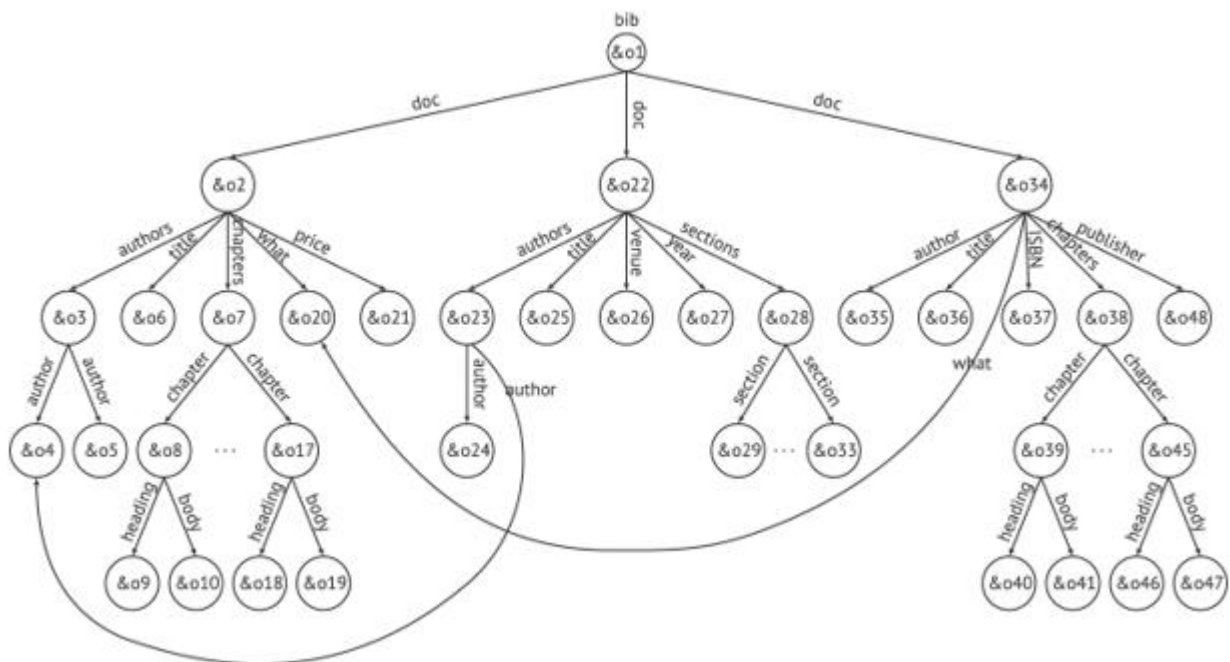 bib
&o1
doc doc doc
&o2 &o22 &o34
authors title chapters what price authors title venue year sections author title ISBN chapters publisher
&o3 &o6 &o7 &o20 &o21 &o23 &o25 &o26 &o27 &o28 &o35 &o36 &o37 &o38 &o48
author author chapter chapter author author section section what chapter chapter
&o4 &o5 &o8 ... &o17 &o24 &o29 ... &o33 &o39 ... &o45
heading body heading body heading body heading body
&o9 &o10 &o18 &o19 &o40 &o41 &o46 &o47